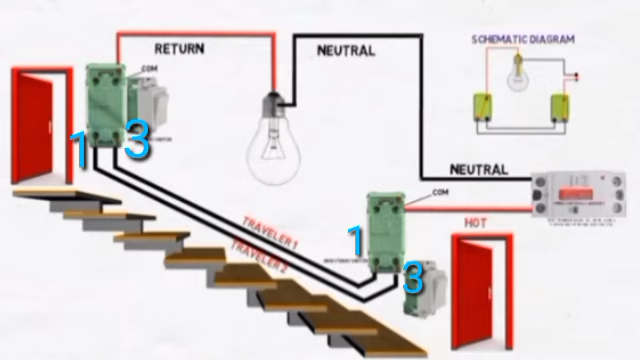 SCHEMATIC DIAGRAM
RETURN
NEUTRAL
COM
1
3
NEUTRAL
COM
HOT
TRAVELER 1
TRAVELER 2
1
3